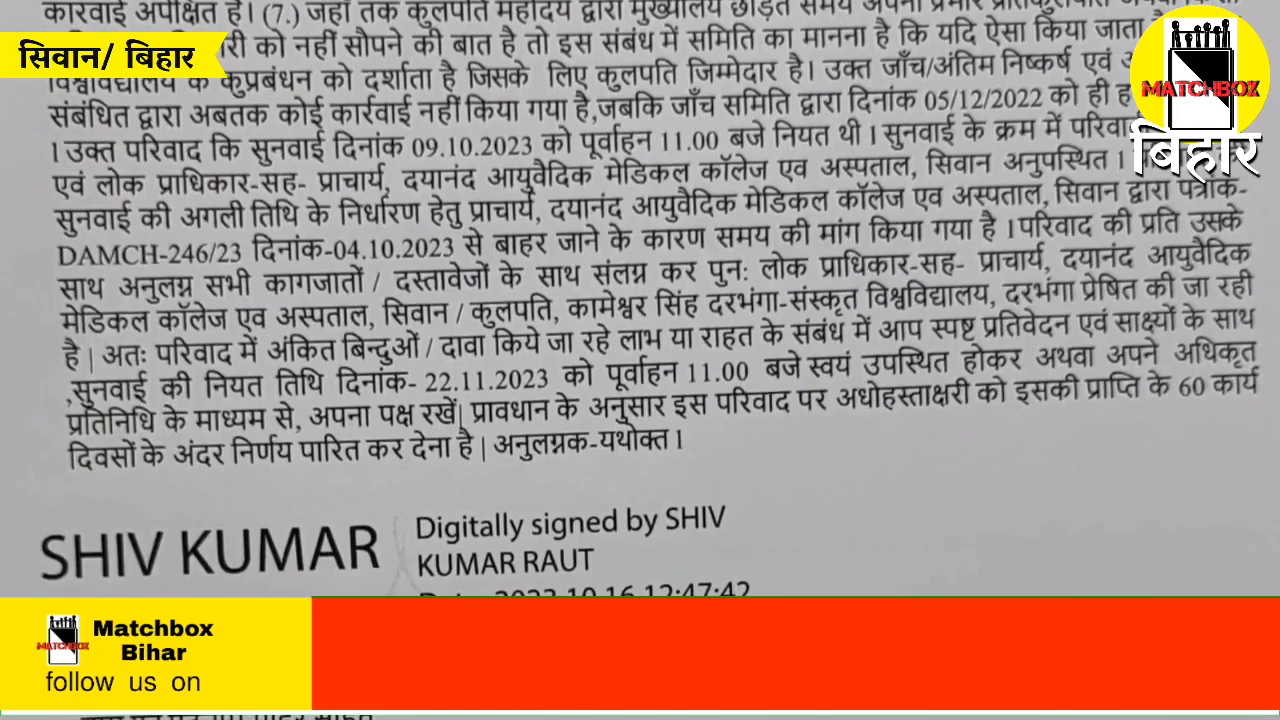 कारवाई अपेक्षित है। (7.) जहाँ तक कुलपति महोदय द्वारा मुख्यालय छोड़ते समय अपना प्रभार
सिवान/ बिहार
री को नहीं सौपने की बात है तो इस संबंध में समिति का मानना है कि यदि ऐसा किया जाता
विश्वविद्यालय के कुप्रबंधन को दर्शाता है जिसके लिए कुलपति जिम्मेदार है। उक्त जाँच/अंतिम निष्कर्ष एवं
संबंधित द्वारा अबतक कोई कार्रवाई नहीं किया गया है,जबकि जाँच समिति द्वारा दिनांक 05/12/2022 को ही
l उक्त परिवाद कि सुनवाई दिनांक 09.10.2023 को पूर्वाहन 11.00 बजे नियत थी l सुनवाई के क्रम में
एवं लोक प्राधिकार-सह- प्राचार्य, दयानंद आयुवैदिक मेडिकल कॉलेज एव अस्पताल, सिवान अनुपस्थित l
सुनवाई की अगली तिथि के निर्धारण हेतु प्राचार्य, दयानंद आयुवैदिक मेडिकल कॉलेज एव अस्पताल, सिवान द्वारा पत्रांक-
DAMCH-246/23 दिनांक-04.10.2023 से बाहर जाने के कारण समय की मांग किया गया है l परिवाद की प्रति उसके
साथ अनुलग्न सभी कागजातों / दस्तावेजों के साथ संलग्न कर पुन: लोक प्राधिकार-सह- प्राचार्य, दयानंद आयुवैदिक
मेडिकल कॉलेज एव अस्पताल, सिवान / कुलपति, कामेश्वर सिंह दरभंगा-संस्कृत विश्वविद्यालय, दरभंगा प्रेषित की जा रही
है | अतः परिवाद में अंकित बिन्दुओं / दावा किये जा रहे लाभ या राहत के संबंध में आप स्पष्ट प्रतिवेदन एवं साक्ष्यों के साथ
,सुनवाई की नियत तिथि दिनांक- 22.11.2023 को पूर्वाहन 11.00 बजे स्वयं उपस्थित होकर अथवा अपने अधिकृत
प्रतिनिधि के माध्यम से, अपना पक्ष रखें| प्रावधान के अनुसार इस परिवाद पर अधोहस्ताक्षरी को इसकी प्राप्ति के 60 कार्य
दिवसों के अंदर निर्णय पारित कर देना है | अनुलग्नक-यथोक्त l
SHIV KUMAR
Digitally signed by SHIV
KUMAR RAUT
MATCHBOX
बिहार
MATCHBOX
Matchbox
Bihar
follow us on